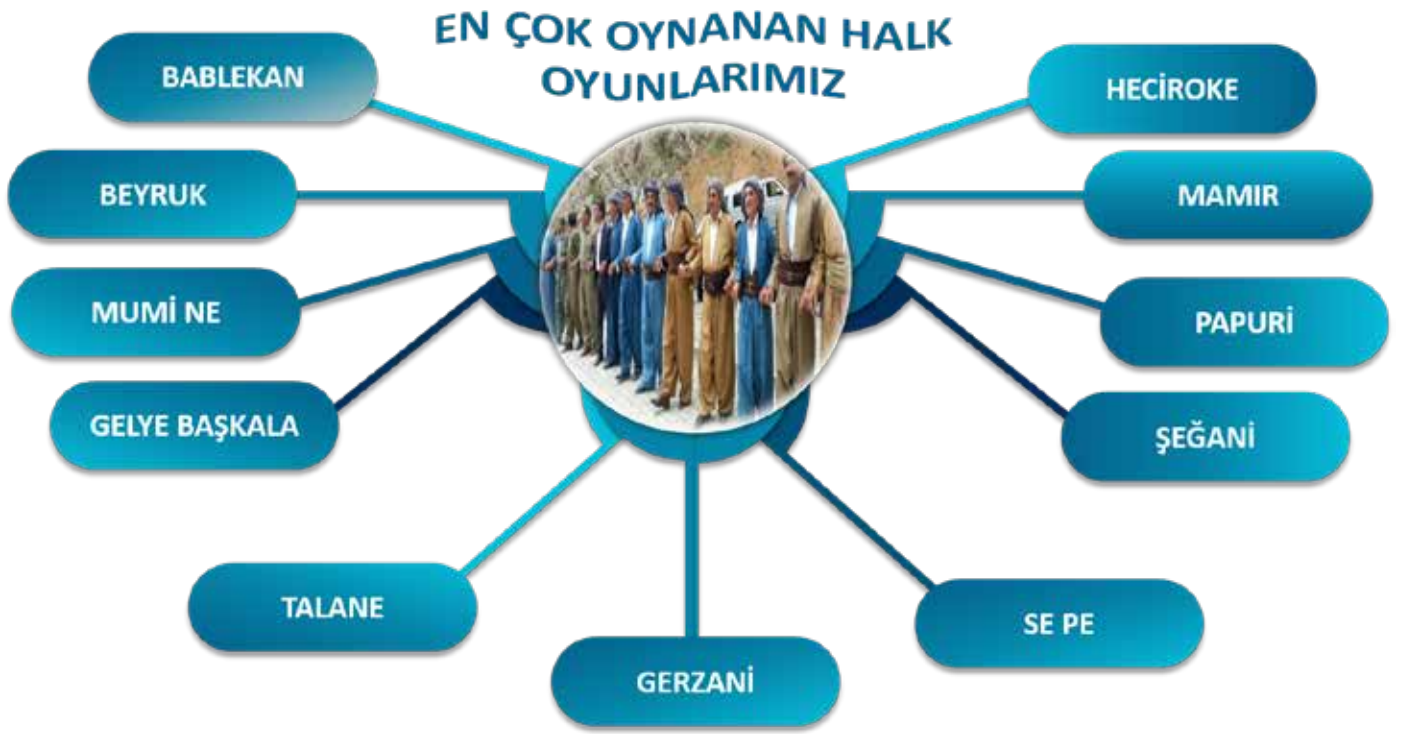 EN ÇOK OYNANAN HALK
OYUNLARIMIZ
BABLEKAN
BEYRUK
MUMİ NE
GELYE BAŞKALA
TALANE
GERZANİ
SE PE
ŞEĞANİ
PAPURİ
MAMIR
HECİROKE